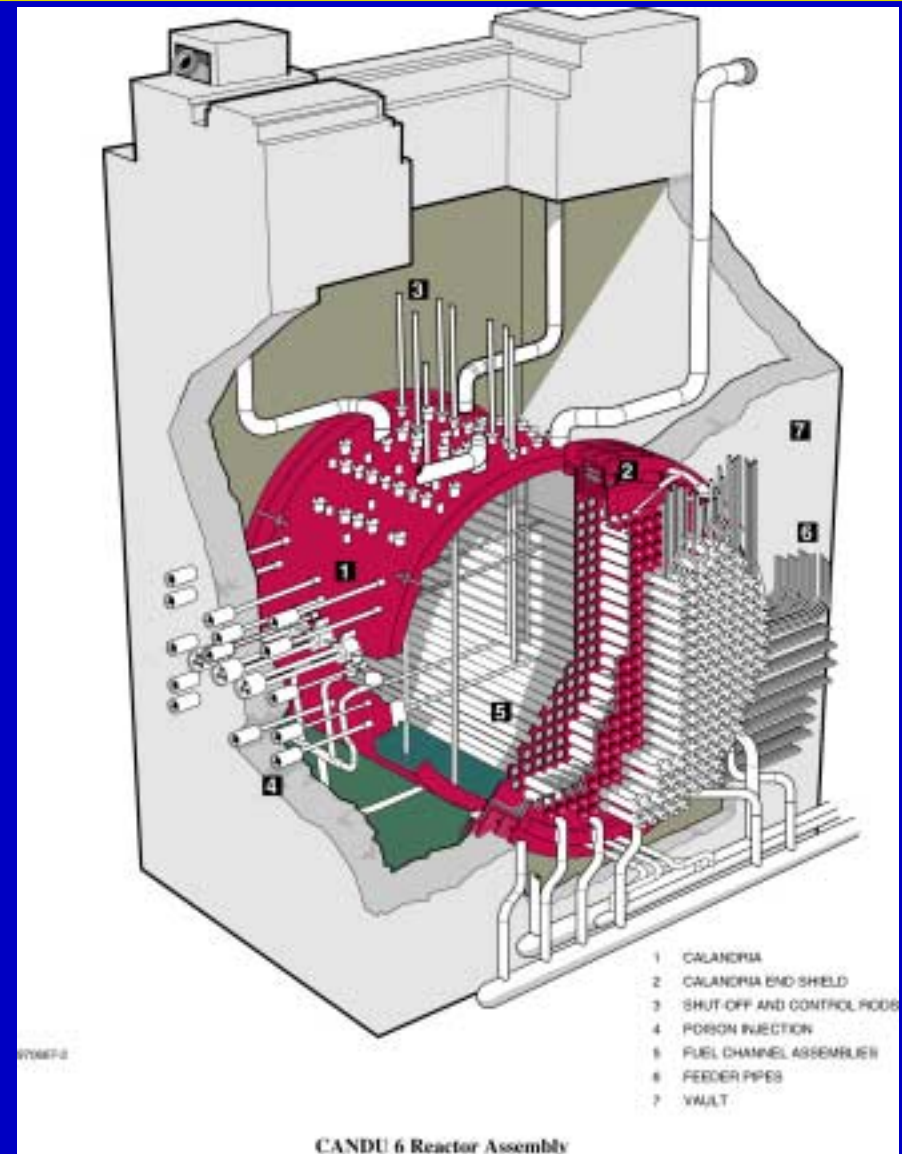 3
7
2
6
1
5
4
1 CALANDRIA
2 CALANDRIA END SHIELD
3 SHUT-OFF AND CONTROL RODS
4 POISON INJECTION
5 FUEL CHANNEL ASSEMBLIES
6 FEEDER PIPES
7 VAULT
CANDU 6 Reactor Assembly